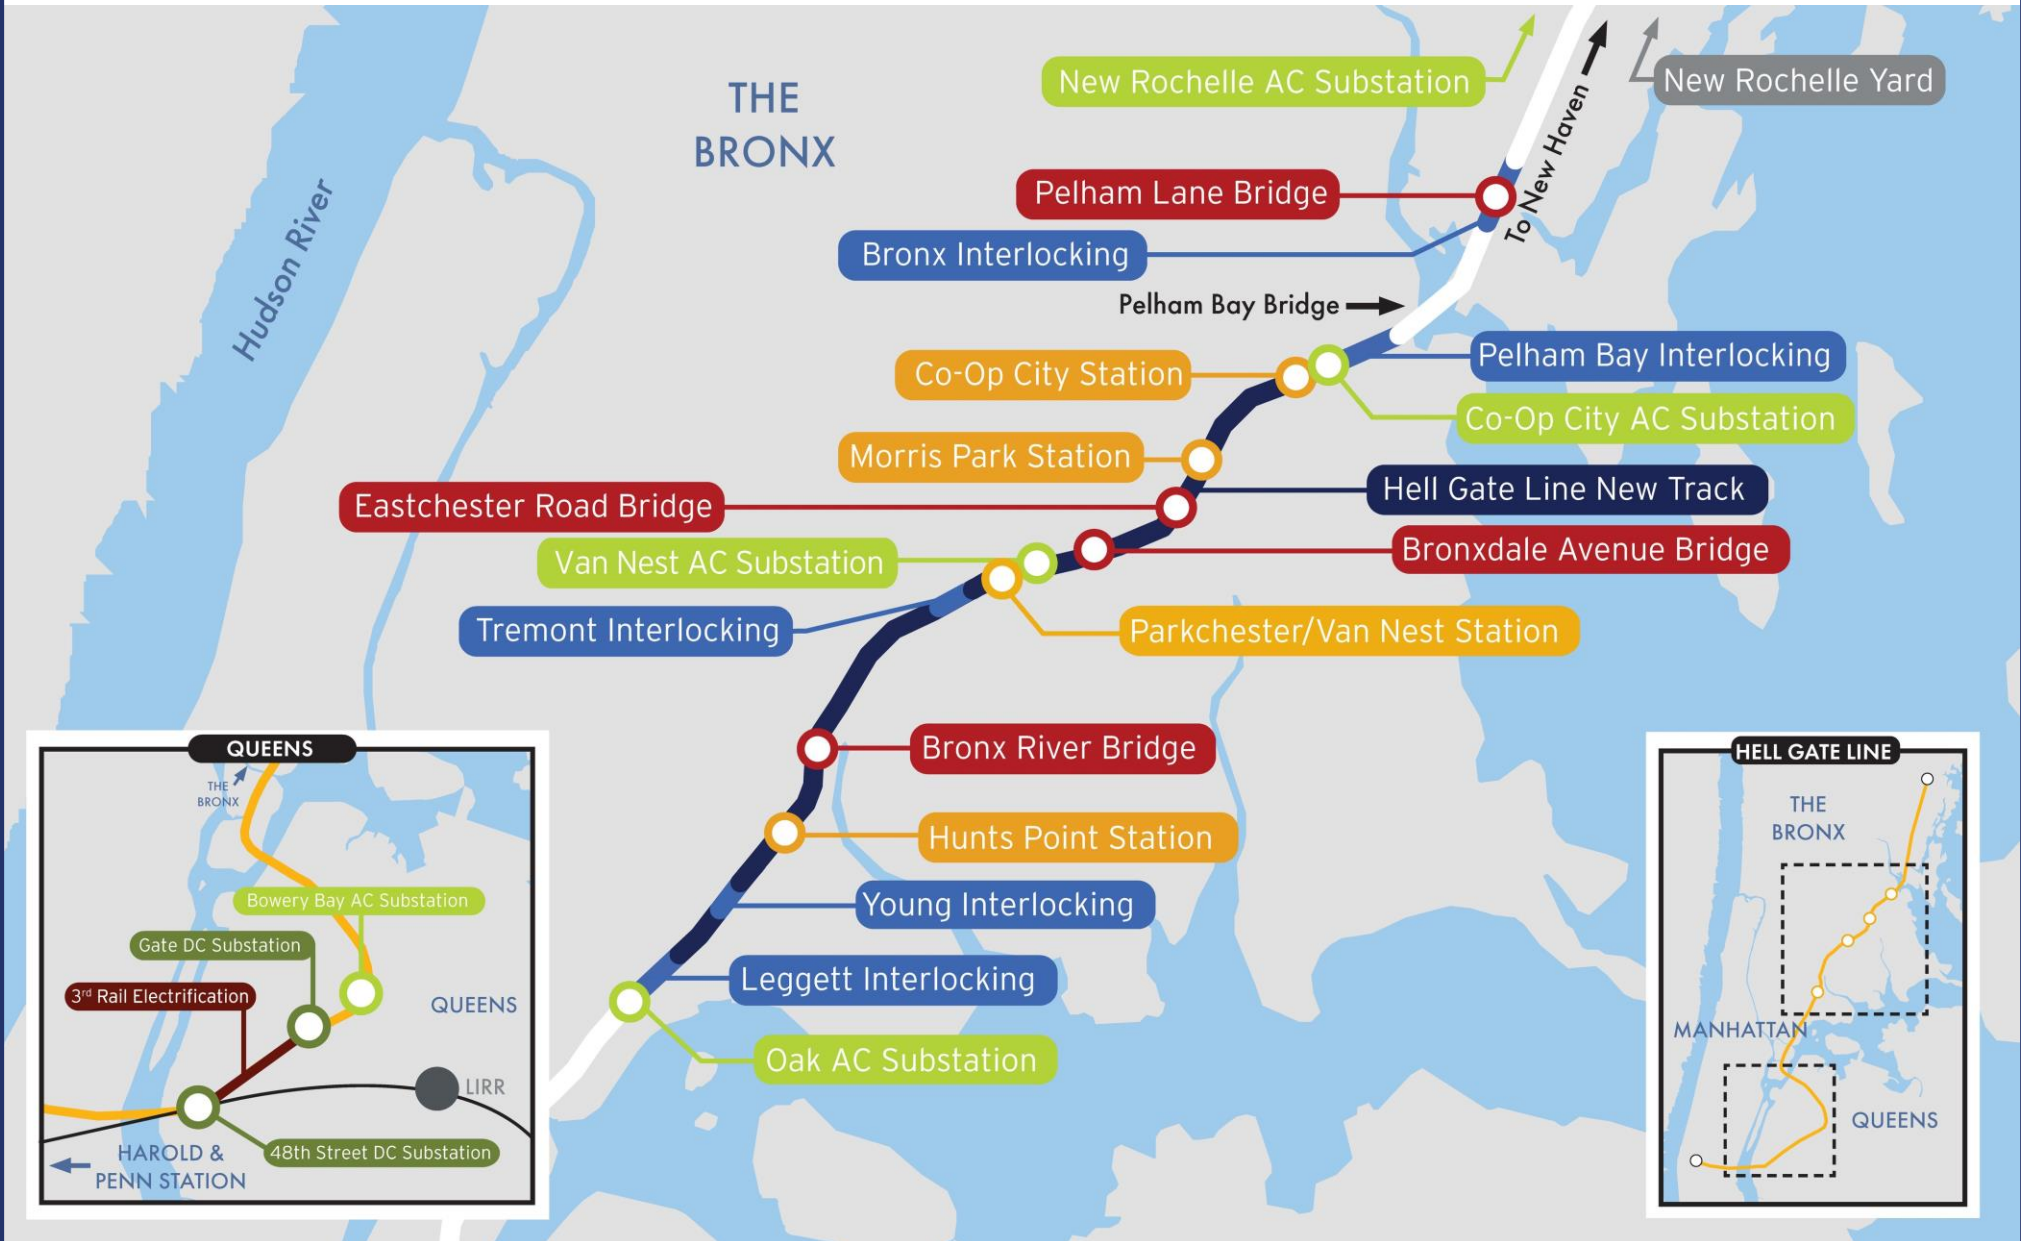 THE
BRONX
Hudson River
New Rochelle AC Substation
New Rochelle Yard
To New Haven
Pelham Lane Bridge
Bronx Interlocking
Pelham Bay Bridge
Pelham Bay Interlocking
Co-Op City Station
Co-Op City AC Substation
Morris Park Station
Hell Gate Line New Track
Eastchester Road Bridge
Bronxdale Avenue Bridge
Van Nest AC Substation
Tremont Interlocking
Parkchester/Van Nest Station
Bronx River Bridge
Hunts Point Station
Young Interlocking
Leggett Interlocking
Oak AC Substation
QUEENS
THE
BRONX
Bowery Bay AC Substation
Gate DC Substation
3rd Rail Electrification
QUEENS
LIRR
48th Street DC Substation
HAROLD &
PENN STATION
HELL GATE LINE
THE
BRONX
MANHATTAN
QUEENS